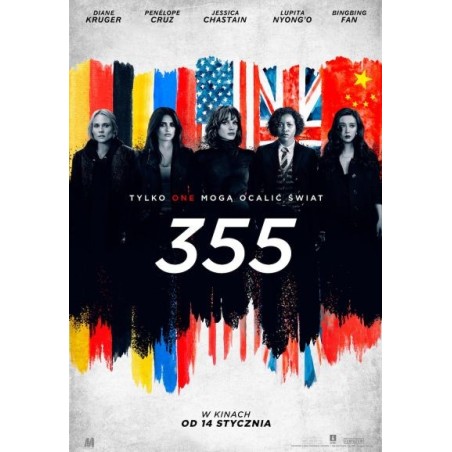 DIANE PENÉLOPE JESSICA LUPITA BINGBING
KRUGER CRUZ CHASTAIN NYONG'O FAN
TYLKO ONE MOGĄ OCALIĆ ŚWIAT
355
W KINACH
OD 14 STYCZNIA
M